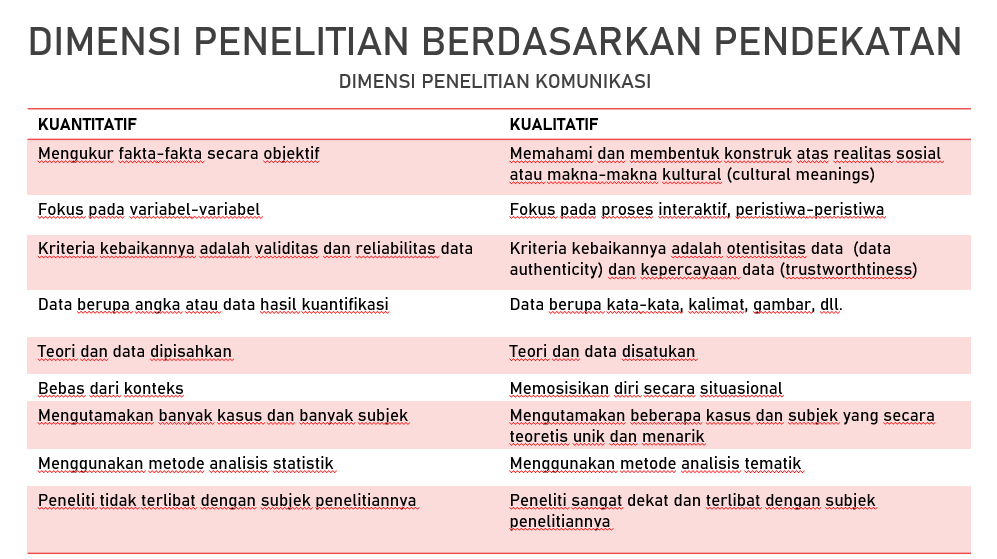 DIMENSI PENELITIAN BERDASARKAN PENDEKATAN
DIMENSI PENELITIAN KOMUNIKASI
KUANTITATIF
KUALITATIF
Mengukur fakta-fakta secara objektif
Memahami dan membentuk konstruk atas realitas sosial
atau makna-makna kultural (cultural meanings)
Fokus pada variabel-variabel
Fokus pada proses interaktif, peristiwa-peristiwa
Kriteria kebaikannya adalah validitas dan reliabilitas data
Kriteria kebaikannya adalah otentisitas data (data
authenticity) dan kepercayaan data (trustworthtiness)
Data berupa angka atau data hasil kuantifikasi
Data berupa kata-kata, kalimat, gambar, dll.
Teori dan data dipisahkan
Teori dan data disatukan
Bebas dari konteks
Memosisikan diri secara situasional
Mengutamakan banyak kasus dan banyak subjek
Mengutamakan beberapa kasus dan subjek yang secara
teoretis unik dan menarik
Menggunakan metode analisis statistik
Menggunakan metode analisis tematik
Peneliti tidak terlibat dengan subjek penelitiannya
Peneliti sangat dekat dan terlibat dengan subjek
penelitiannya